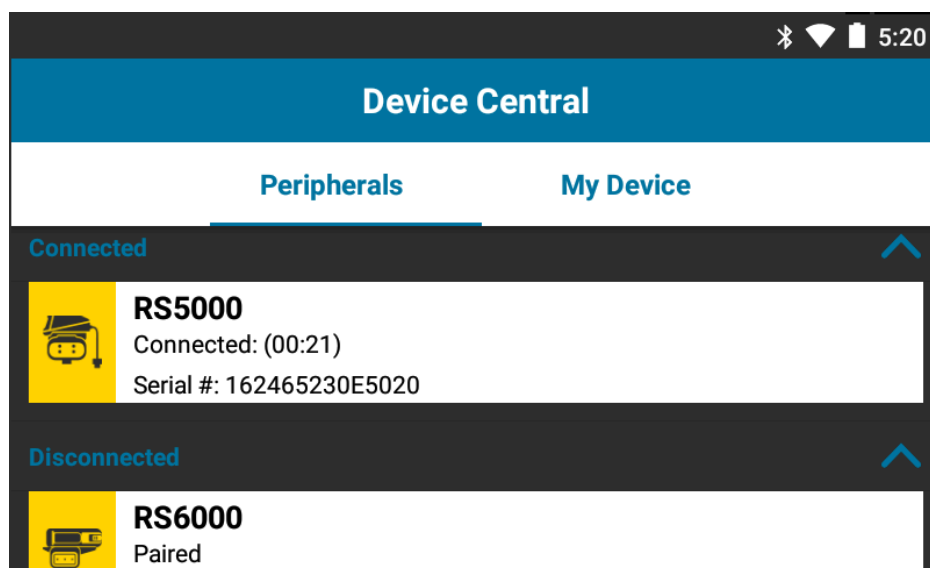 5:20
Device Central
Peripherals My Device
Connected
RS5000
Connected: (00:21)
Serial #: 162465230E5020
Disconnected
RS6000
Paired